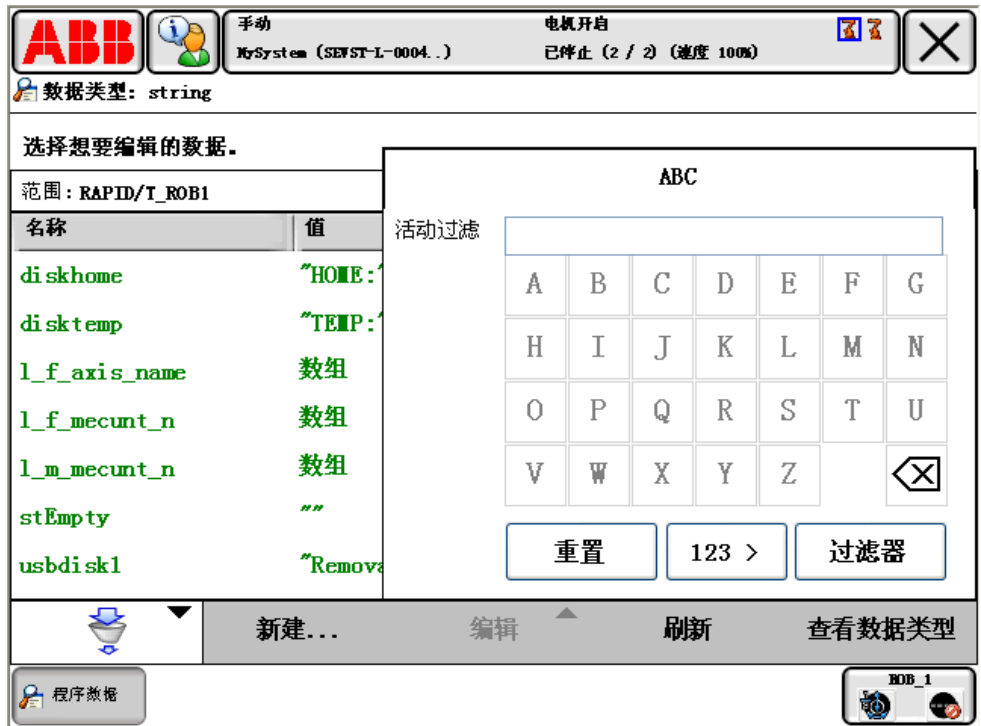 ABB
手动
MySystem (SEVST-L-0004..)
电机开启
已停止 (2 / 2) (速度 100%)
数据类型: string
选择想要编辑的数据.
范围: RAPID/T_ROB1
ABC
名称 值
活动过滤
diskhome "HOME:"
A B C D E F G
disktemp "TEMP:"
H I J K L M N
l_f_axis_name 数组
l_f_mecunt_n 数组
O P Q R S T U
l_m_mecunt_n 数组
V W X Y Z
stEmpty ""
usbdisk1 "Remova
重置 123 > 过滤器
新建... 编辑 刷新 查看数据类型
程序数据
ROB_1